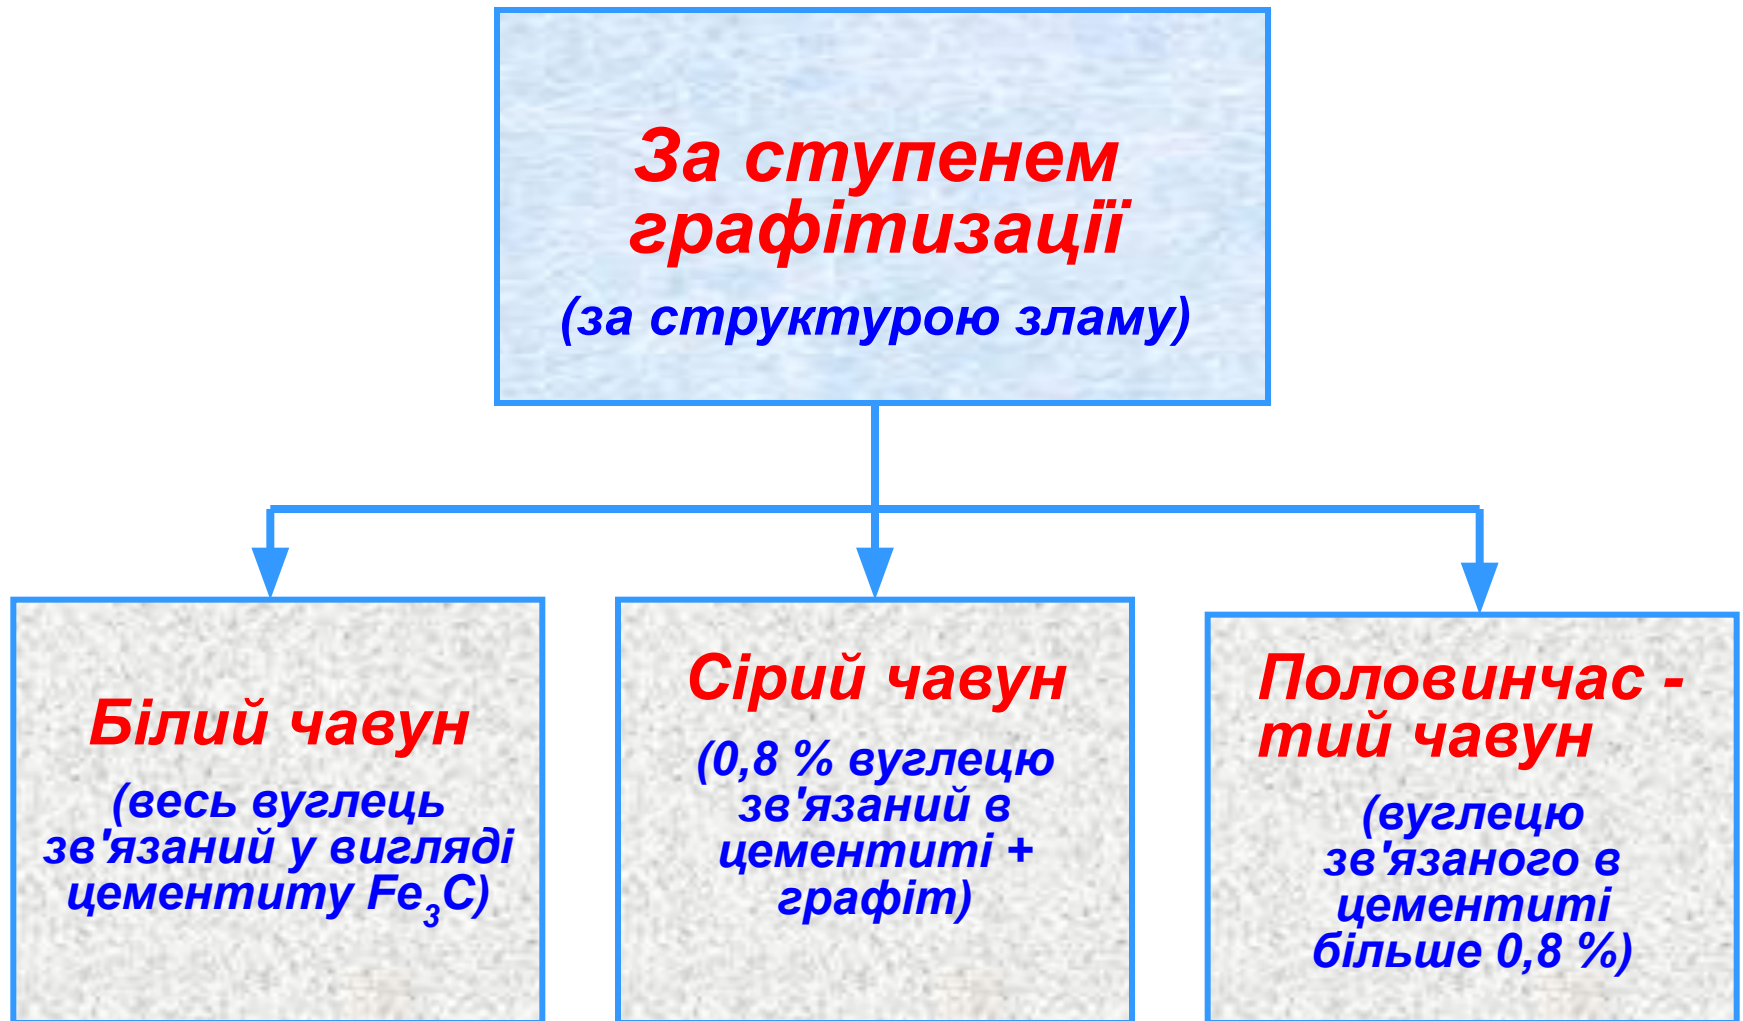 За ступенем
графітизації
(за структурою зламу)
Білий чавун
(весь вуглець
зв'язаний у вигляді
цементиту Fe₃C)
Сірий чавун
(0,8 % вуглецю
зв'язаний в
цементиті +
графіт)
Половинчас -
тий чавун
(вуглецю
зв'язаного в
цементиті
більше 0,8 %)